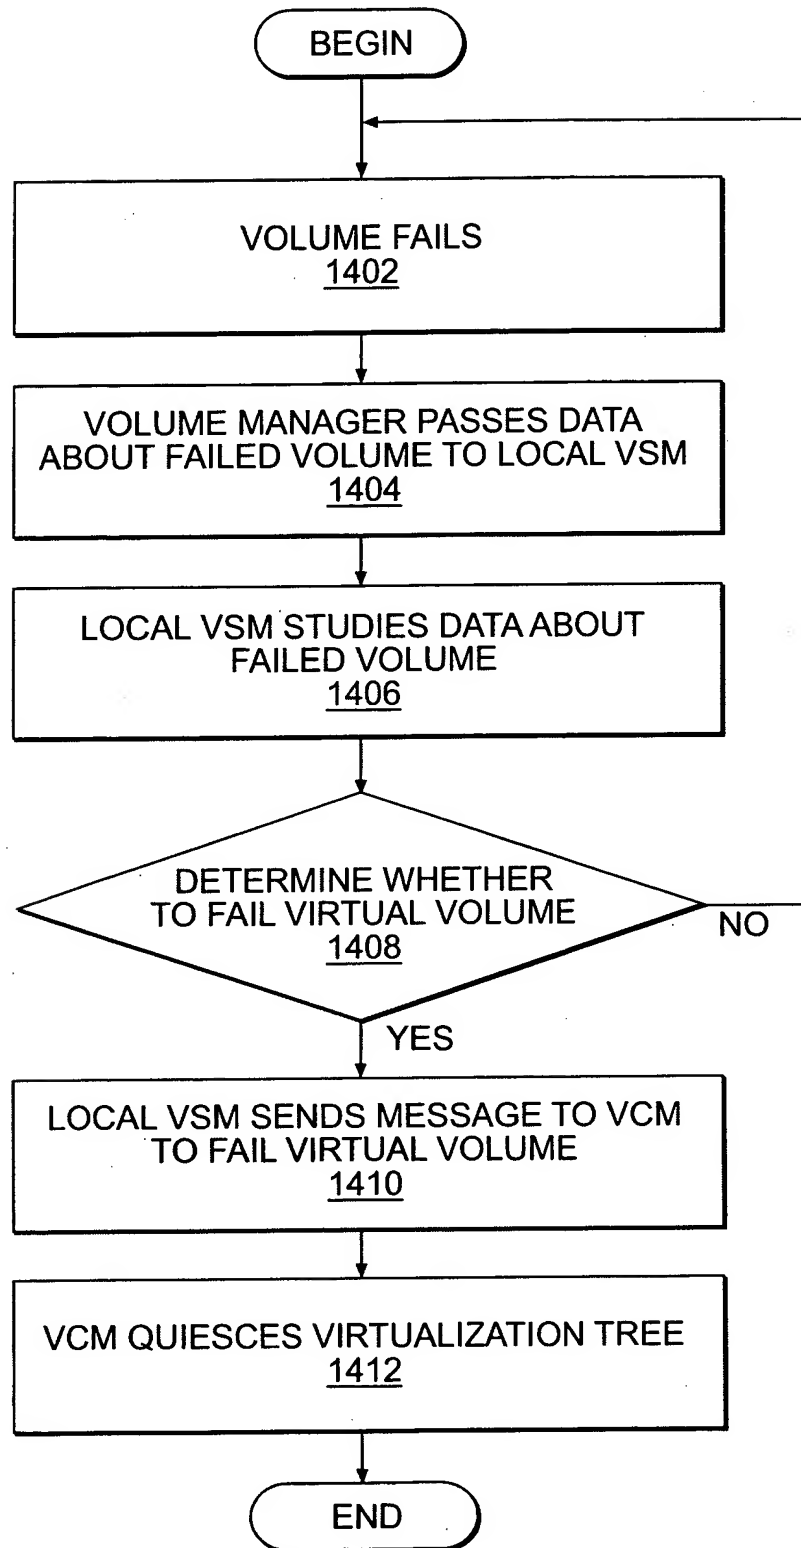 BEGIN
VOLUME FAILS
1402
VOLUME MANAGER PASSES DATA
ABOUT FAILED VOLUME TO LOCAL VSM
1404
LOCAL VSM STUDIES DATA ABOUT
FAILED VOLUME
1406
DETERMINE WHETHER
TO FAIL VIRTUAL VOLUME
1408
NO
YES
LOCAL VSM SENDS MESSAGE TO VCM
TO FAIL VIRTUAL VOLUME
1410
VCM QUIESCES VIRTUALIZATION TREE
1412
END